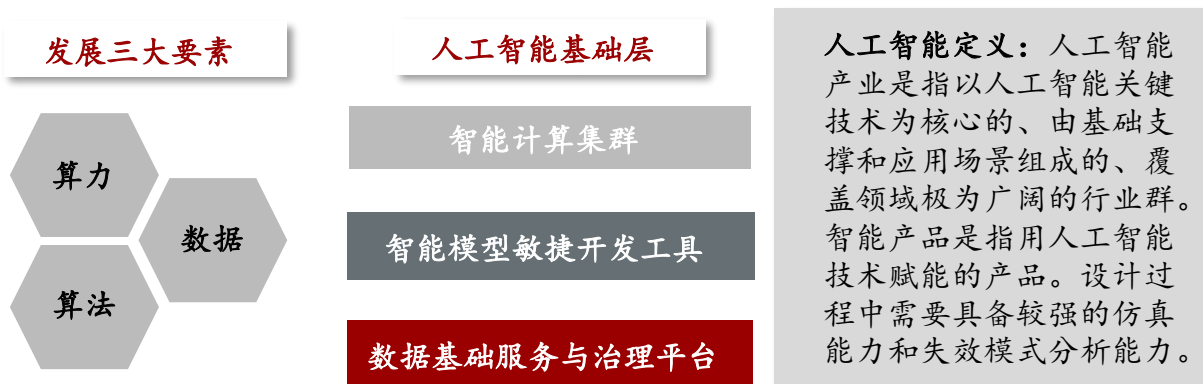 发展三大要素
算力
数据
算法
人工智能基础层
智能计算集群
智能模型敏捷开发工具
数据基础服务与治理平台
人工智能定义：人工智能
产业是指以人工智能关键
技术为核心的、由基础支
撑和应用场景组成的、覆
盖领域极为广阔的行业群。
智能产品是指用人工智能
技术赋能的产品。设计过
程中需要具备较强的仿真
能力和失效模式分析能力。